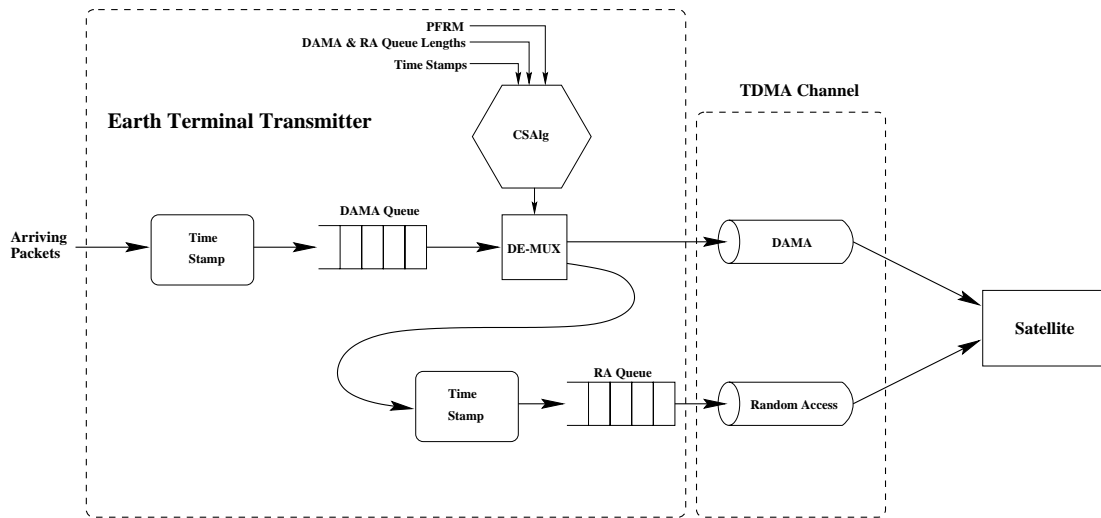 PFRM
DAMA & RA Queue Lengths
Time Stamps
TDMA Channel
Earth Terminal Transmitter
CSAlg
DAMA Queue
Arriving
Packets
Time
Stamp
DE-MUX
DAMA
Satellite
RA Queue
Time
Stamp
Random Access